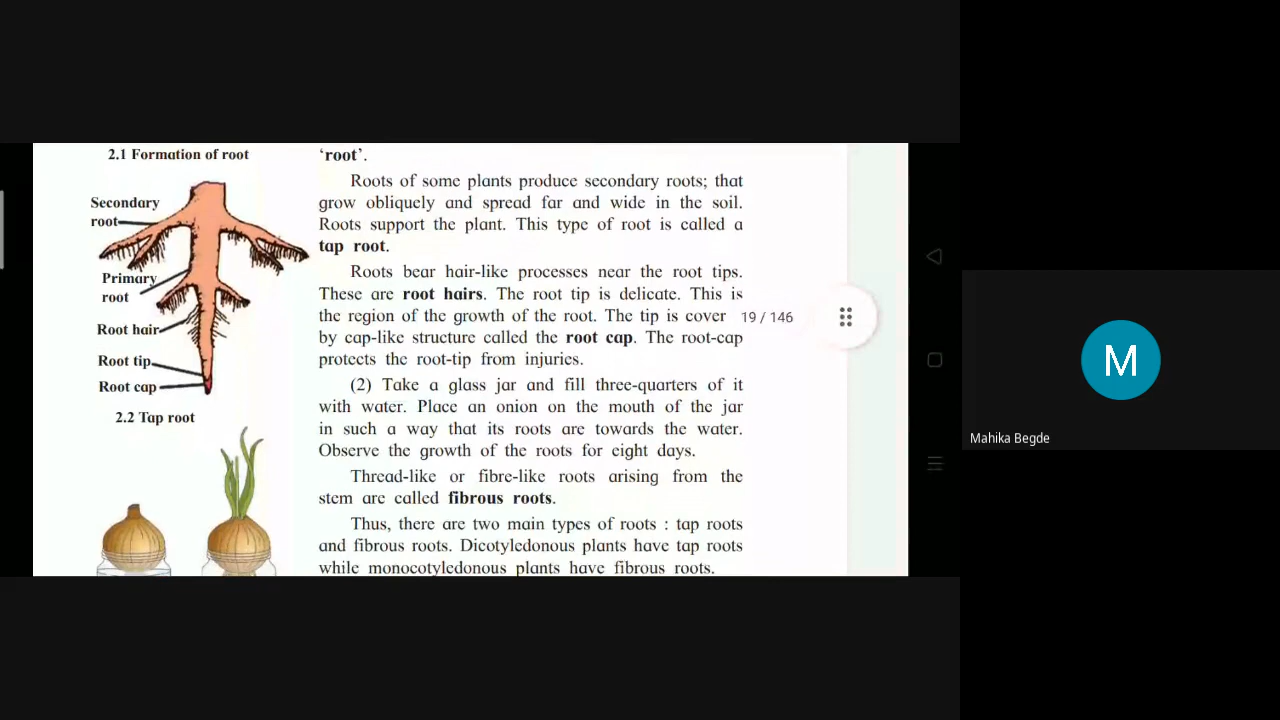 2.1 Formation of root
Secondary
root
Primary
root
Root hair
Root tip
Root cap
2.2 Tap root
‘root’.
Roots of some plants produce secondary roots; that
grow obliquely and spread far and wide in the soil.
Roots support the plant. This type of root is called a
tap root.
Roots bear hair-like processes near the root tips.
These are root hairs. The root tip is delicate. This is
the region of the growth of the root. The tip is cover
by cap-like structure called the root cap. The root-cap
protects the root-tip from injuries.
(2) Take a glass jar and fill three-quarters of it
with water. Place an onion on the mouth of the jar
in such a way that its roots are towards the water.
Observe the growth of the roots for eight days.
Thread-like or fibre-like roots arising from the
stem are called fibrous roots.
Thus, there are two main types of roots : tap roots
and fibrous roots. Dicotyledonous plants have tap roots
while monocotyledonous plants have fibrous roots.
19 / 146
M
Mahika Begde